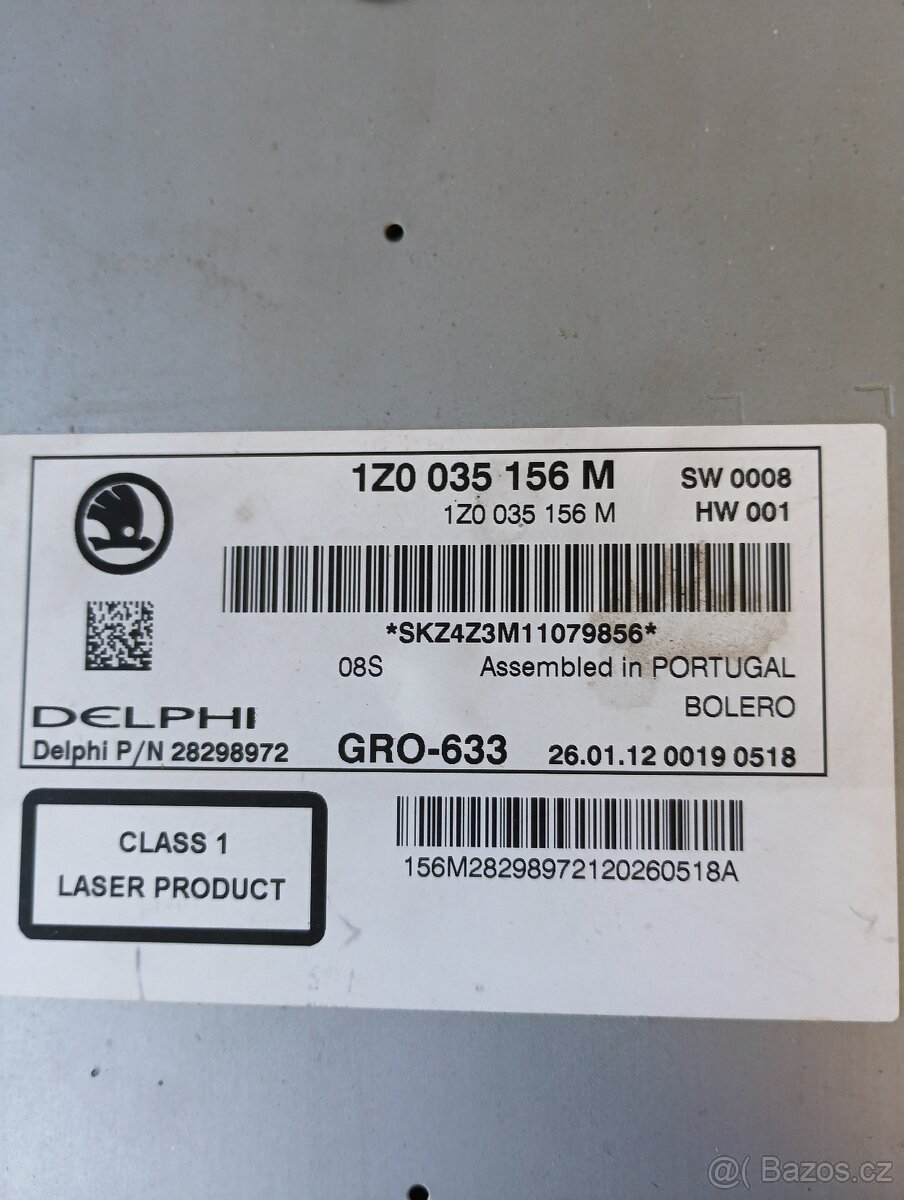 1Z0 035 156 M SW 0008
1Z0 035 156 M HW 001
*SKZ4Z3M11079856*
08S Assembled in PORTUGAL
BOLERO
DELPHI
Delphi P/N 28298972 GRO-633 26.01.12 0019 0518
CLASS 1
LASER PRODUCT
156M28298972120260518A
@( Bazos.cz